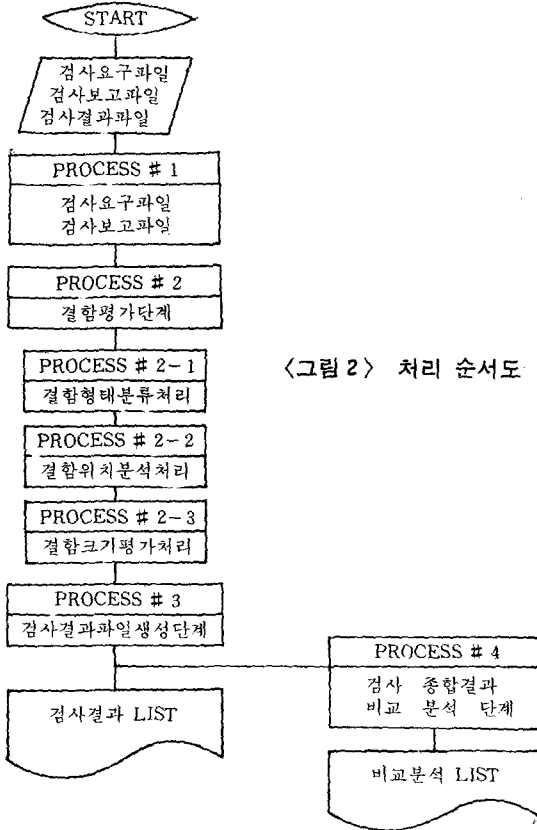 START
검사요구파일
검사보고파일
검사결과파일
PROCESS # 1
검사요구파일
검사보고파일
PROCESS # 2
결함평가단계
PROCESS # 2-1
결함형태분류처리
〈그림 2〉 처리 순서도
PROCESS # 2-2
결함위치분석처리
PROCESS # 2-3
결함크기평가처리
PROCESS # 3
검사결과파일생성단계
검사결과 LIST
PROCESS # 4
검사 종합결과
비교 분석 단계
비교분석 LIST